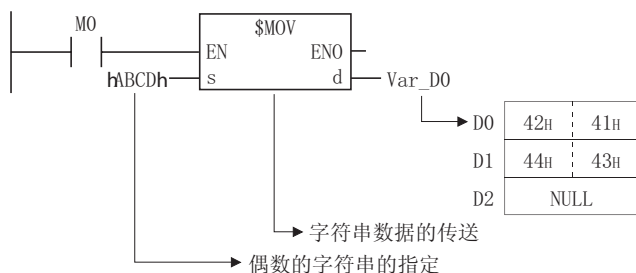 M0
$MOV
EN ENO
hABCDh s d Var_D0
D0 42H 41H
D1 44H 43H
D2 NULL
字符串数据的传送
偶数的字符串的指定